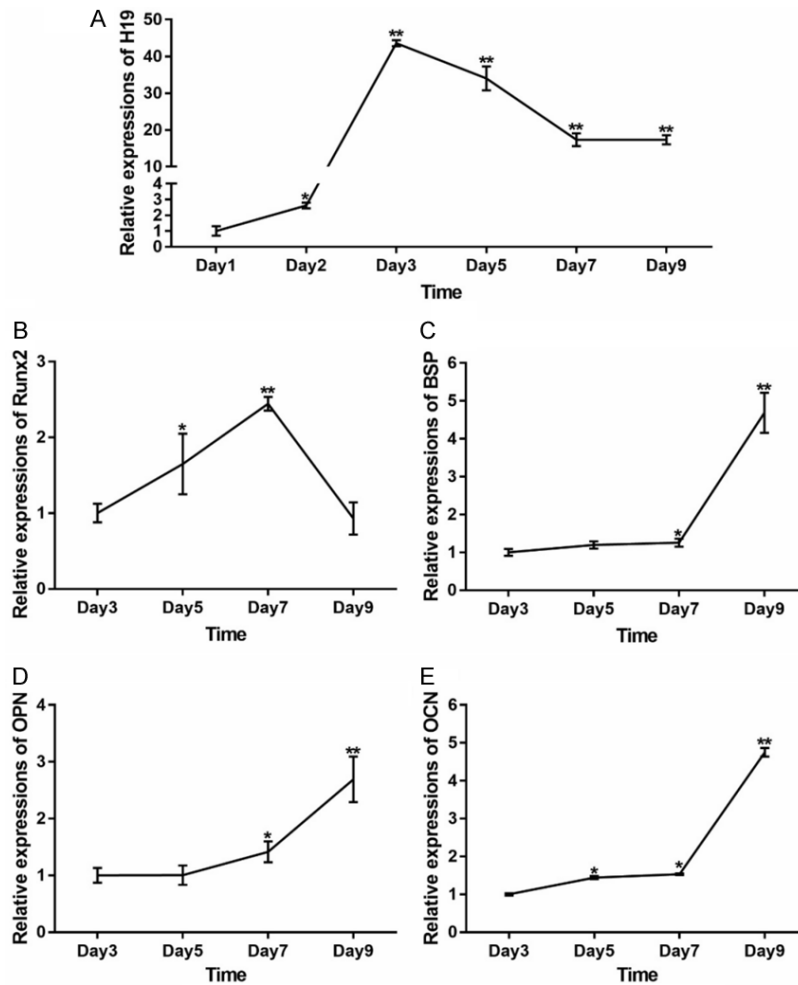 A
Relative expressions of H19
50
40
30
20
10
4
3
2
1
0
*
**
**
**
**
Day1 Day2 Day3 Day5 Day7 Day9
Time
B
Relative expressions of Runx2
3
2
1
0
*
**
Day3 Day5 Day7 Day9
Time
C
Relative expressions of BSP
6
5
4
3
2
1
0
*
**
Day3 Day5 Day7 Day9
Time
D
Relative expressions of OPN
4
3
2
1
0
*
**
Day3 Day5 Day7 Day9
Time
E
Relative expressions of OCN
6
5
4
3
2
1
0
*
*
**
Day3 Day5 Day7 Day9
Time